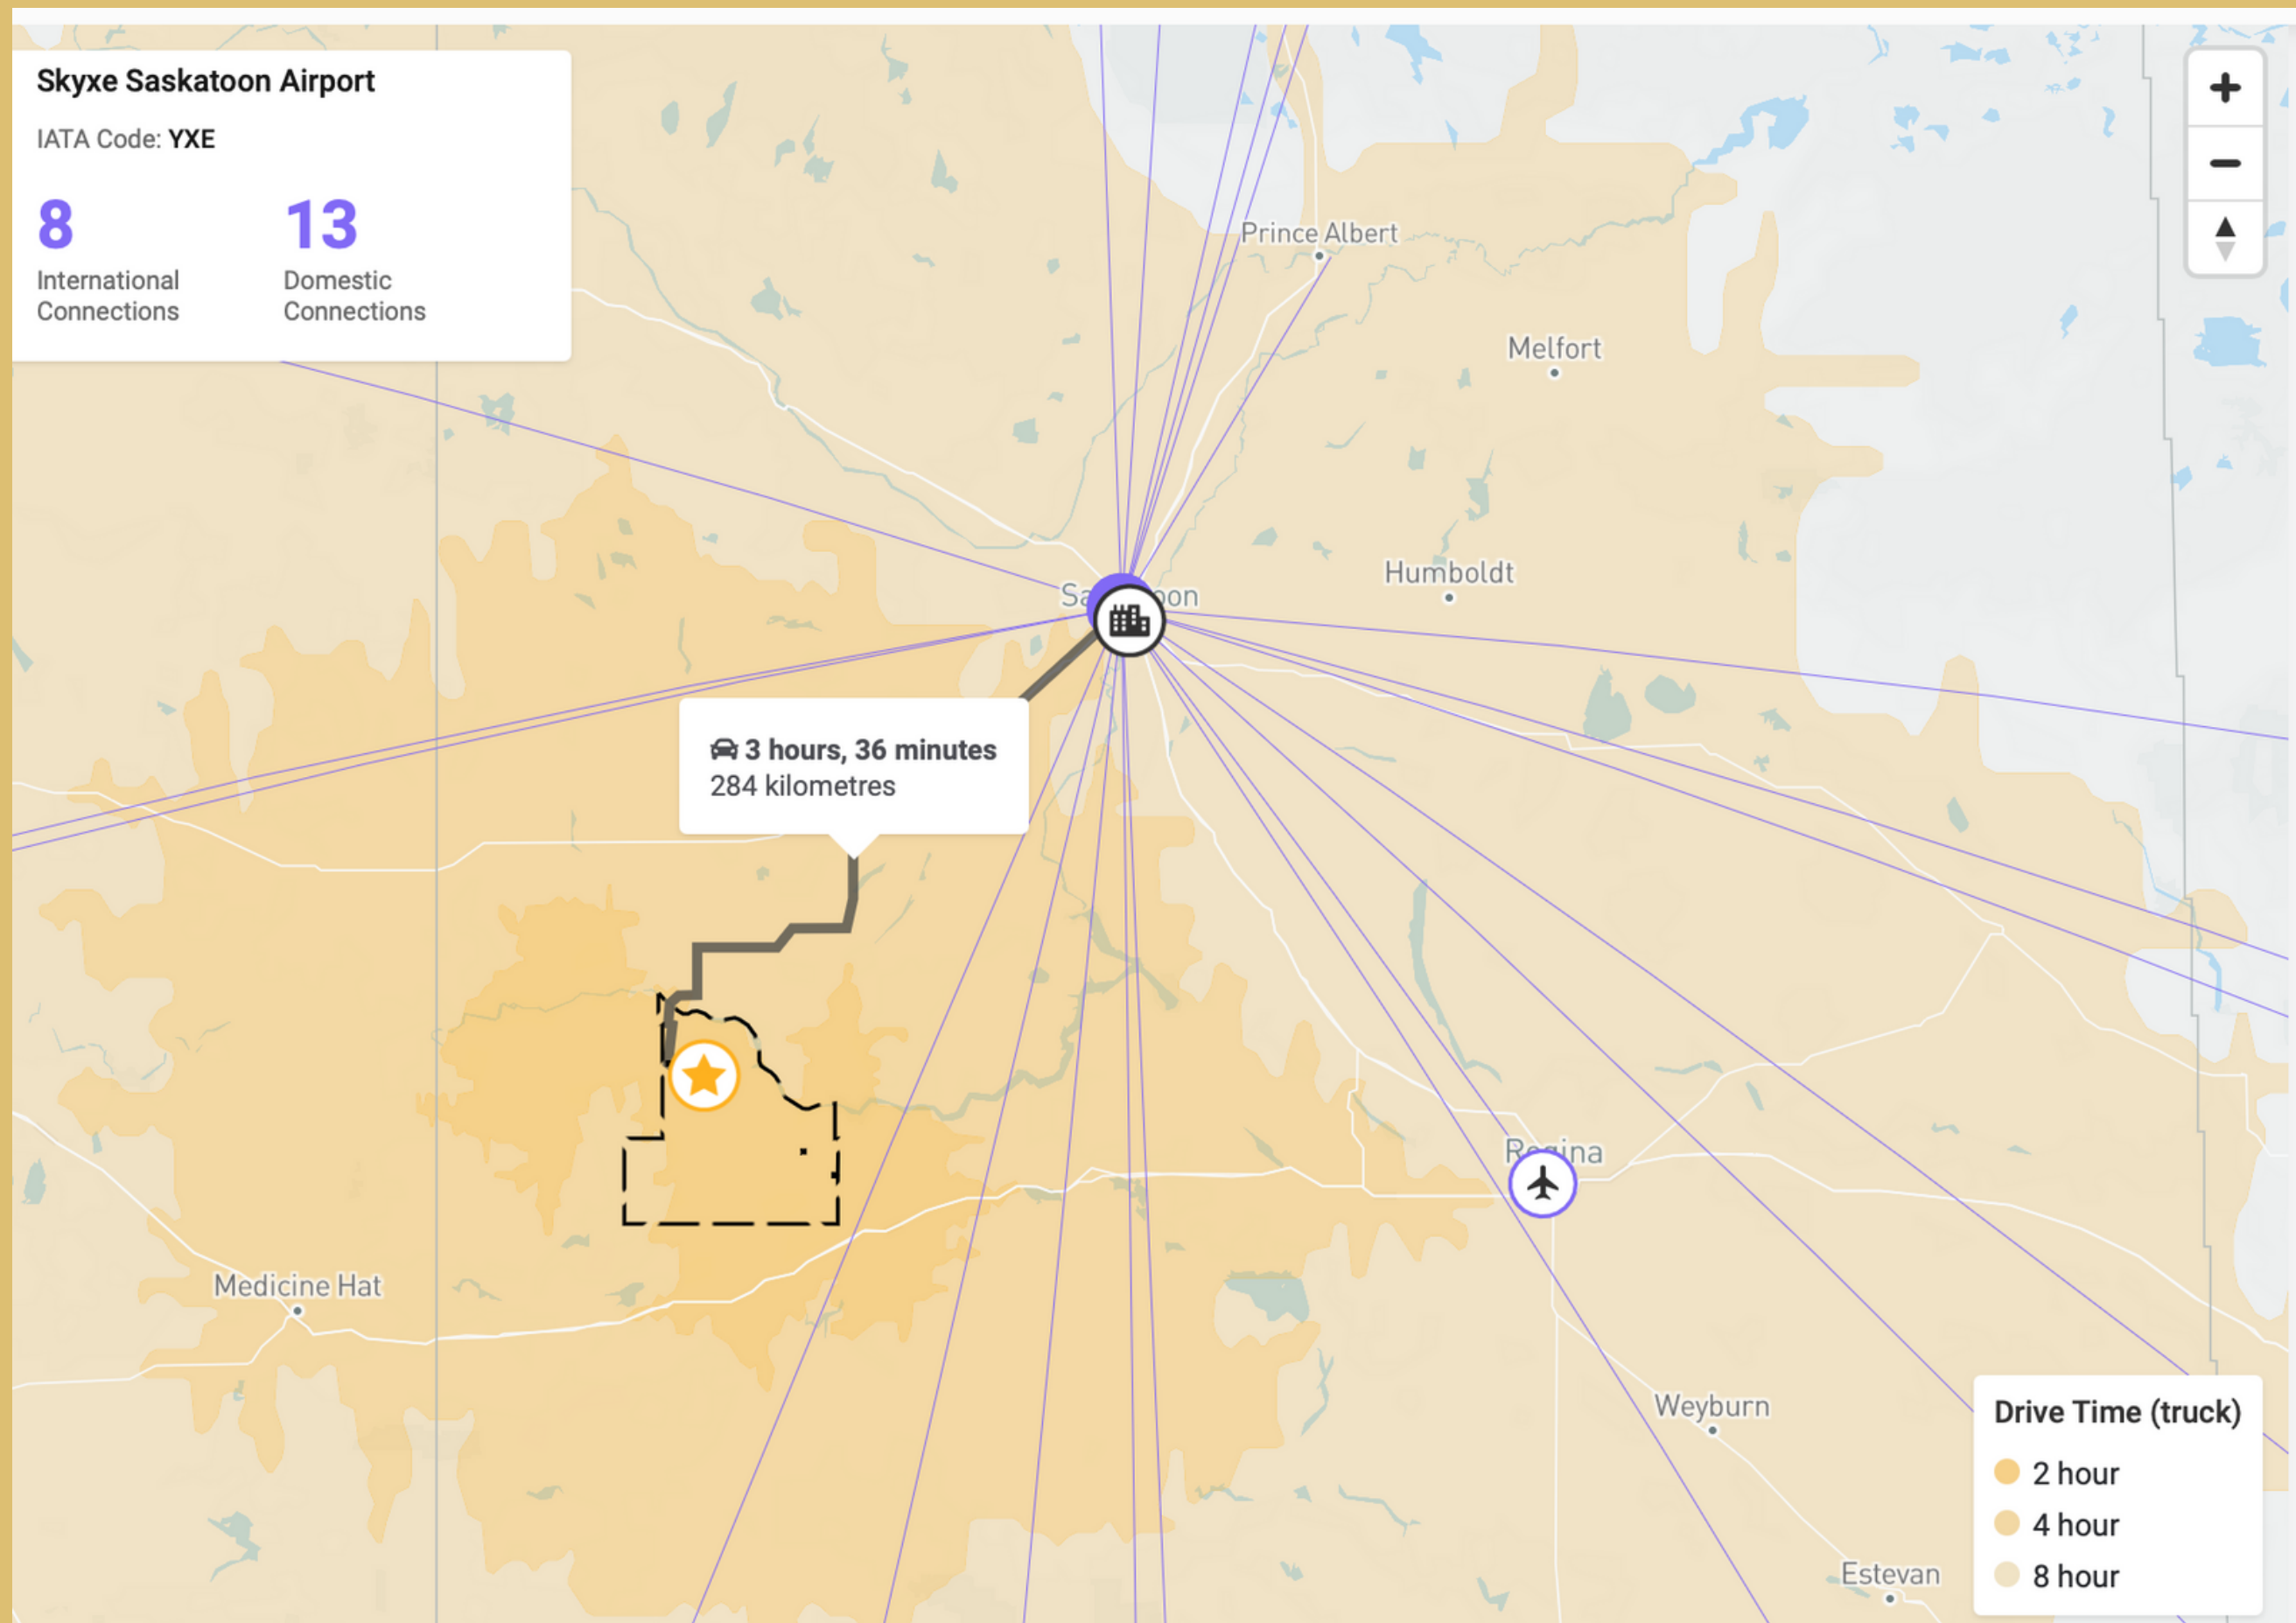 Skyxe Saskatoon Airport
IATA Code: YXE
8
International
Connections
13
Domestic
Connections
Prince Albert
Melfort
Humboldt
3 hours, 36 minutes
284 kilometres
Regina
Medicine Hat
Weyburn
Estevan
Drive Time (truck)
2 hour
4 hour
8 hour